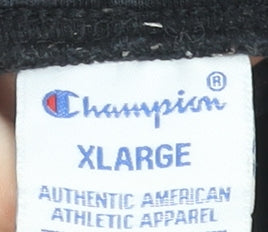 Champion®
XLARGE
AUTHENTIC AMERICAN
ATHLETIC APPAREL